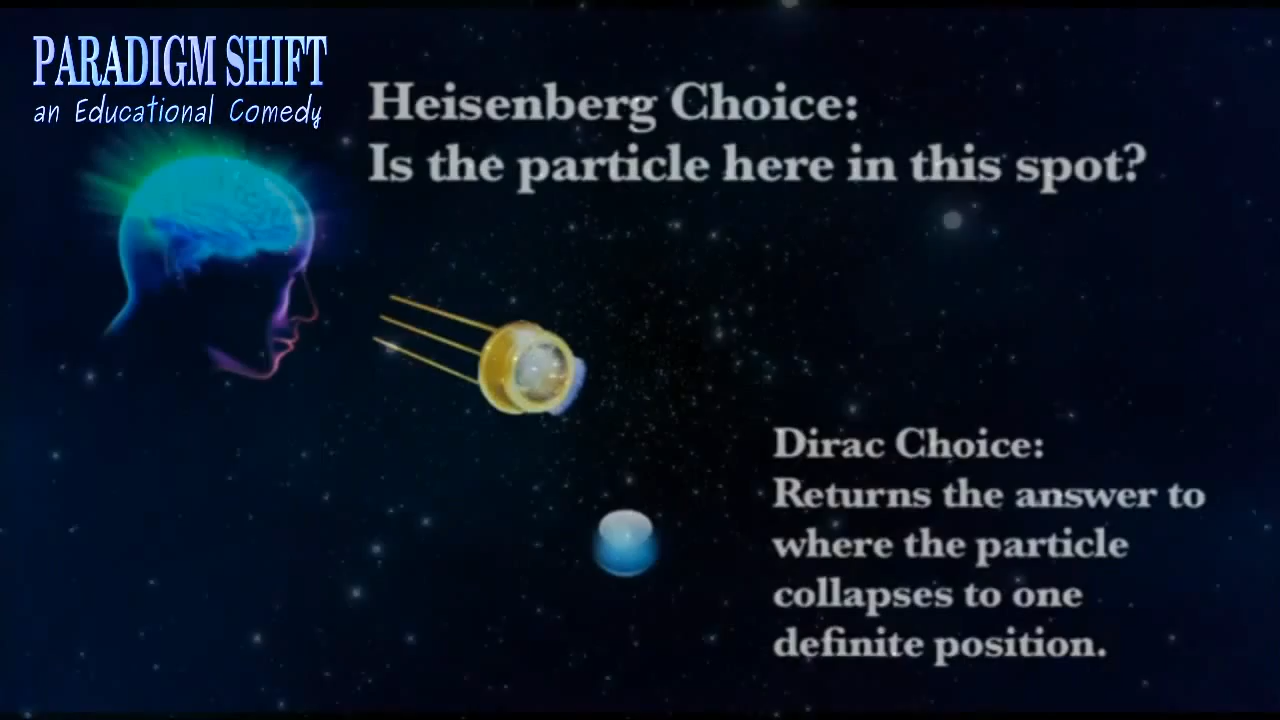 PARADIGM SHIFT
an Educational Comedy
Heisenberg Choice:
Is the particle here in this spot?
Dirac Choice:
Returns the answer to
where the particle
collapses to one
definite position.